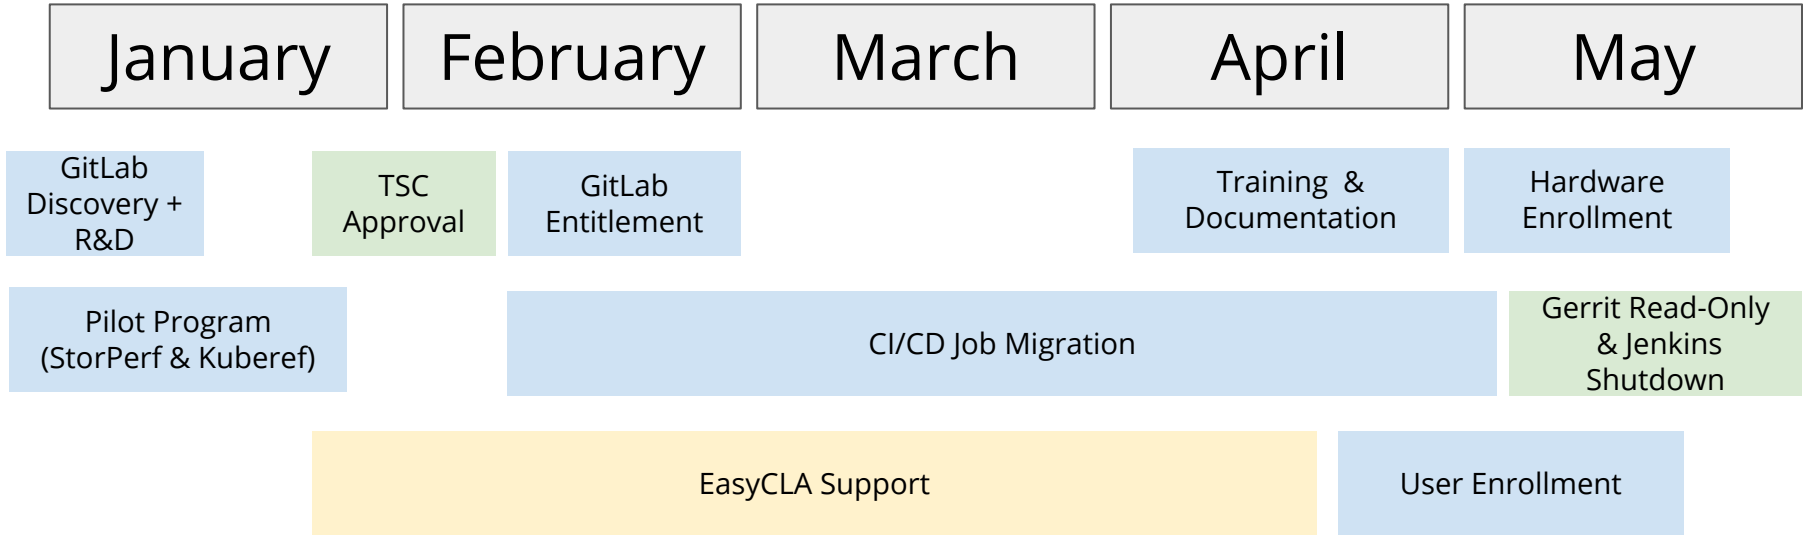 January
February
March
April
May
GitLab
Discovery +
R&D
TSC
Approval
GitLab
Entitlement
Training &
Documentation
Hardware
Enrollment
Pilot Program
(StorPerf & Kuberef)
CI/CD Job Migration
Gerrit Read-Only
& Jenkins
Shutdown
EasyCLA Support
User Enrollment